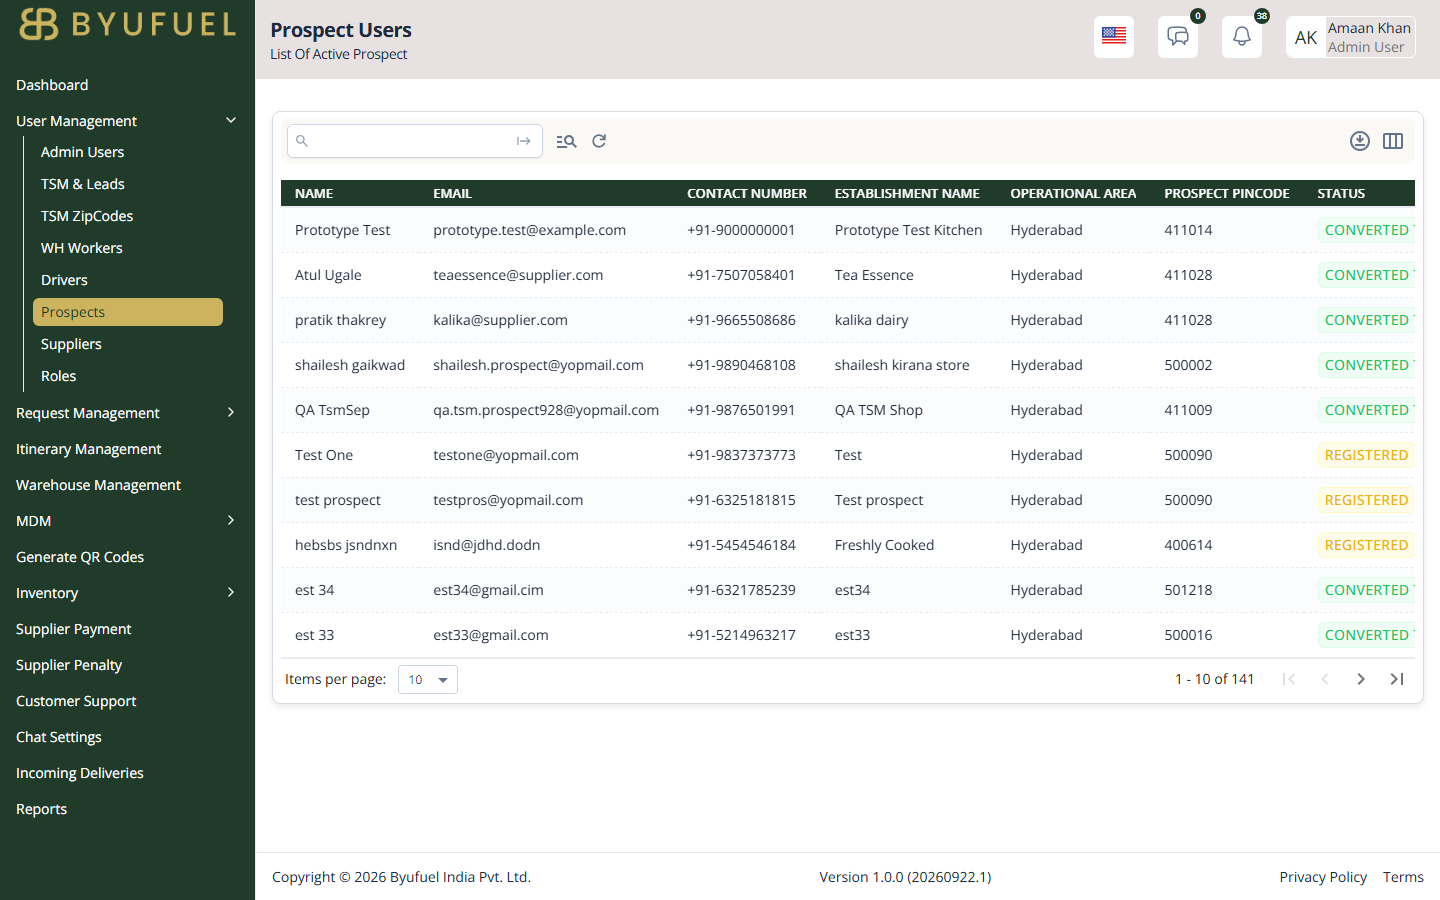 BYUFUEL
Prospect Users
List Of Active Prospect
0
38
AK
Amaan Khan
Admin User
Dashboard
User Management
Admin Users
TSM & Leads
TSM ZipCodes
WH Workers
Drivers
Prospects
Suppliers
Roles
Request Management
Itinerary Management
Warehouse Management
MDM
Generate QR Codes
Inventory
Supplier Payment
Supplier Penalty
Customer Support
Chat Settings
Incoming Deliveries
Reports
NAME EMAIL CONTACT NUMBER ESTABLISHMENT NAME OPERATIONAL AREA PROSPECT PINCODE STATUS
Prototype Test prototype.test@example.com +91-9000000001 Prototype Test Kitchen Hyderabad 411014 CONVERTED
Atul Ugale teaessence@supplier.com +91-7507058401 Tea Essence Hyderabad 411028 CONVERTED
pratik thakrey kalika@supplier.com +91-9665508686 kalika dairy Hyderabad 411028 CONVERTED
shailesh gaikwad shailesh.prospect@yopmail.com +91-9890468108 shailesh kirana store Hyderabad 500002 CONVERTED
QA TsmSep qa.tsm.prospect928@yopmail.com +91-9876501991 QA TSM Shop Hyderabad 411009 CONVERTED
Test One testone@yopmail.com +91-9837373773 Test Hyderabad 500090 REGISTERED
test prospect testpros@yopmail.com +91-6325181815 Test prospect Hyderabad 500090 REGISTERED
hebsbs jsndnxn isnd@jdhd.dodn +91-5454546184 Freshly Cooked Hyderabad 400614 REGISTERED
est 34 est34@gmail.cim +91-6321785239 est34 Hyderabad 501218 CONVERTED
est 33 est33@gmail.com +91-5214963217 est33 Hyderabad 500016 CONVERTED
Items per page: 10 1 - 10 of 141
Copyright © 2026 Byufuel India Pvt. Ltd. Version 1.0.0 (20260922.1) Privacy Policy Terms